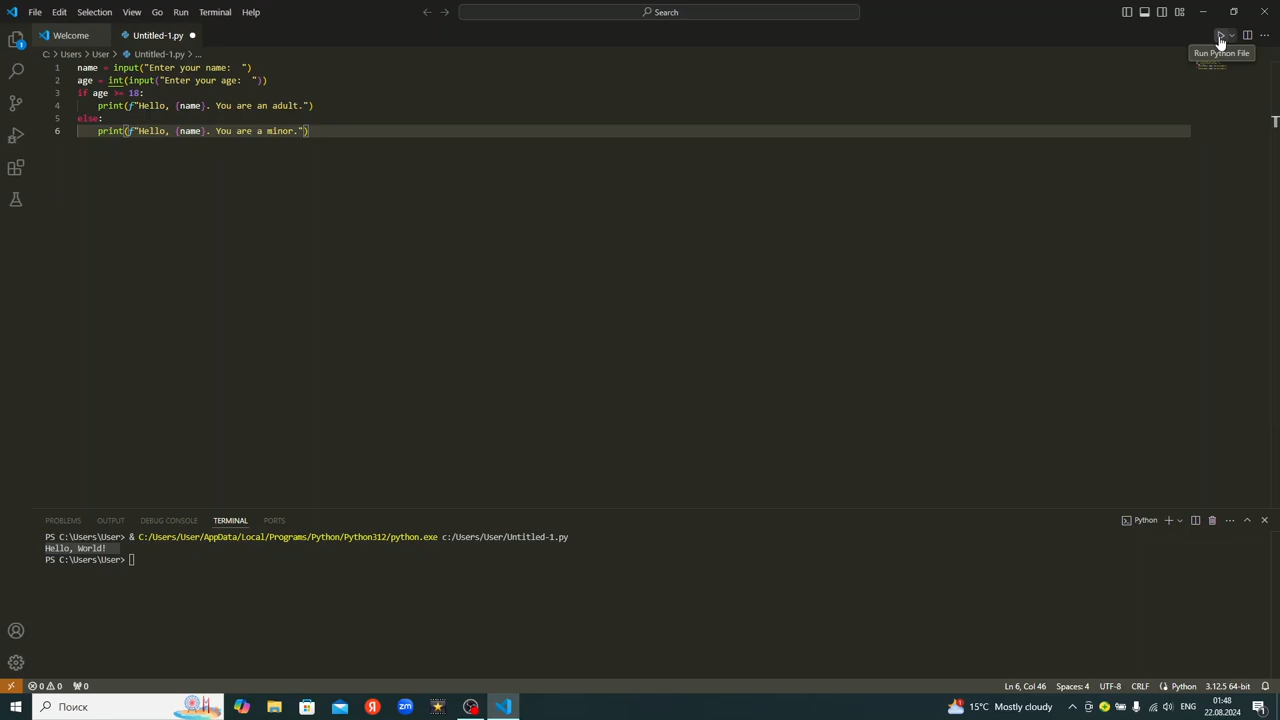 File Edit Selection View Go Run Terminal Help
Search
Welcome
Untitled-1.py
Run Python File
C: > Users > User > Untitled-1.py > ...
1 name = input("Enter your name:  ")
2 age = int(input("Enter your age:  "))
3 if age >= 18:
4 print(f"Hello, {name}. You are an adult.")
5 else:
6 print(f"Hello, {name}. You are a minor.")
PROBLEMS OUTPUT DEBUG CONSOLE TERMINAL PORTS
Python
PS C:\Users\User> & C:/Users/User/AppData/Local/Programs/Python/Python312/python.exe c:/Users/User/Untitled-1.py
Hello, World!
PS C:\Users\User>
0 0 0
Ln 6, Col 46 Spaces: 4 UTF-8 CRLF Python 3.12.5 64-bit
Поиск
15°C Mostly cloudy
ENG
01:48
22.08.2024